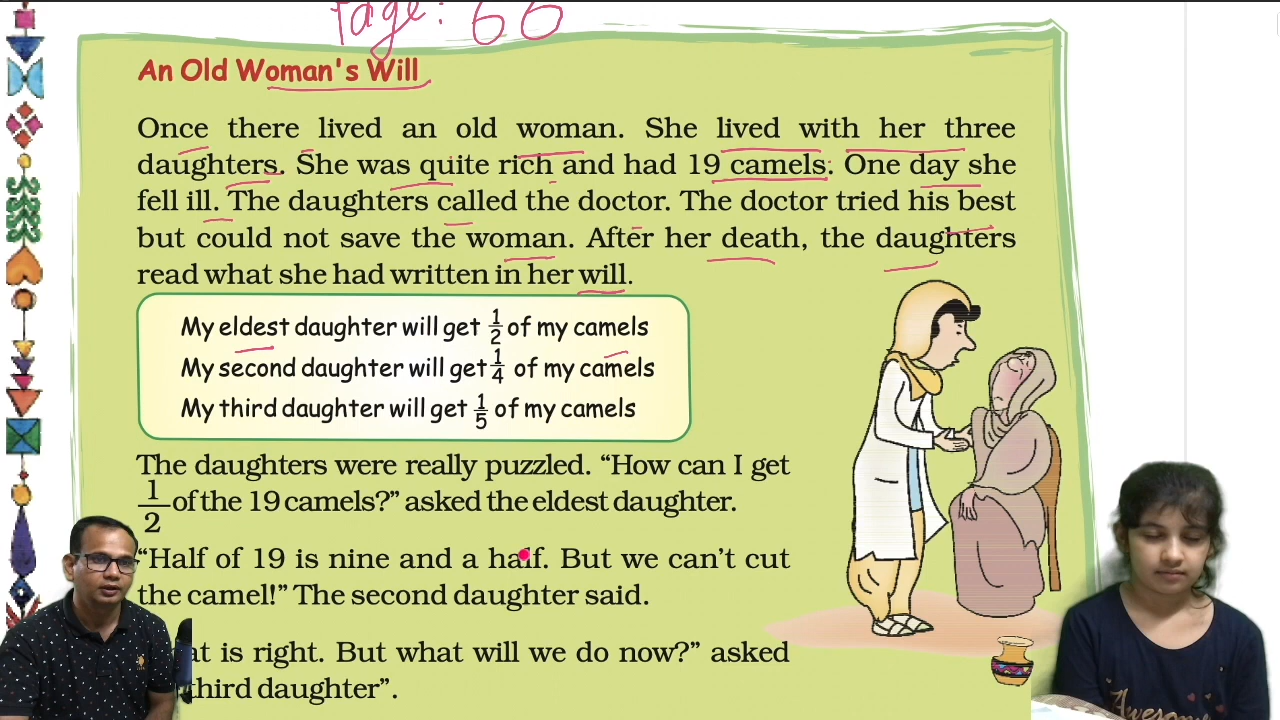 Page: 66
An Old Woman's Will
Once there lived an old woman. She lived with her three
daughters. She was quite rich and had 19 camels. One day she
fell ill. The daughters called the doctor. The doctor tried his best
but could not save the woman. After her death, the daughters
read what she had written in her will.
My eldest daughter will get 1/2 of my camels
My second daughter will get 1/4 of my camels
My third daughter will get 1/5 of my camels
The daughters were really puzzled. “How can I get
1/2 of the 19 camels?” asked the eldest daughter.
“Half of 19 is nine and a half. But we can’t cut
the camel!” The second daughter said.
is right. But what will we do now?” asked
third daughter”.
Awesome